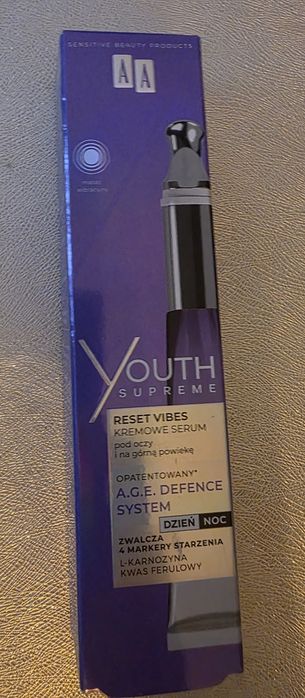 SENSITIVE BEAUTY PRODUCTS
AA
masaż
wibracyjny
YOUTH
SUPREME
RESET VIBES
KREMOWE SERUM
pod oczy
i na górną powiekę
OPATENTOWANY*
A.G.E. DEFENCE
SYSTEM
DZIEŃ NOC
ZWALCZA
4 MARKERY STARZENIA
L-KARNOZYNA
KWAS FERULOWY